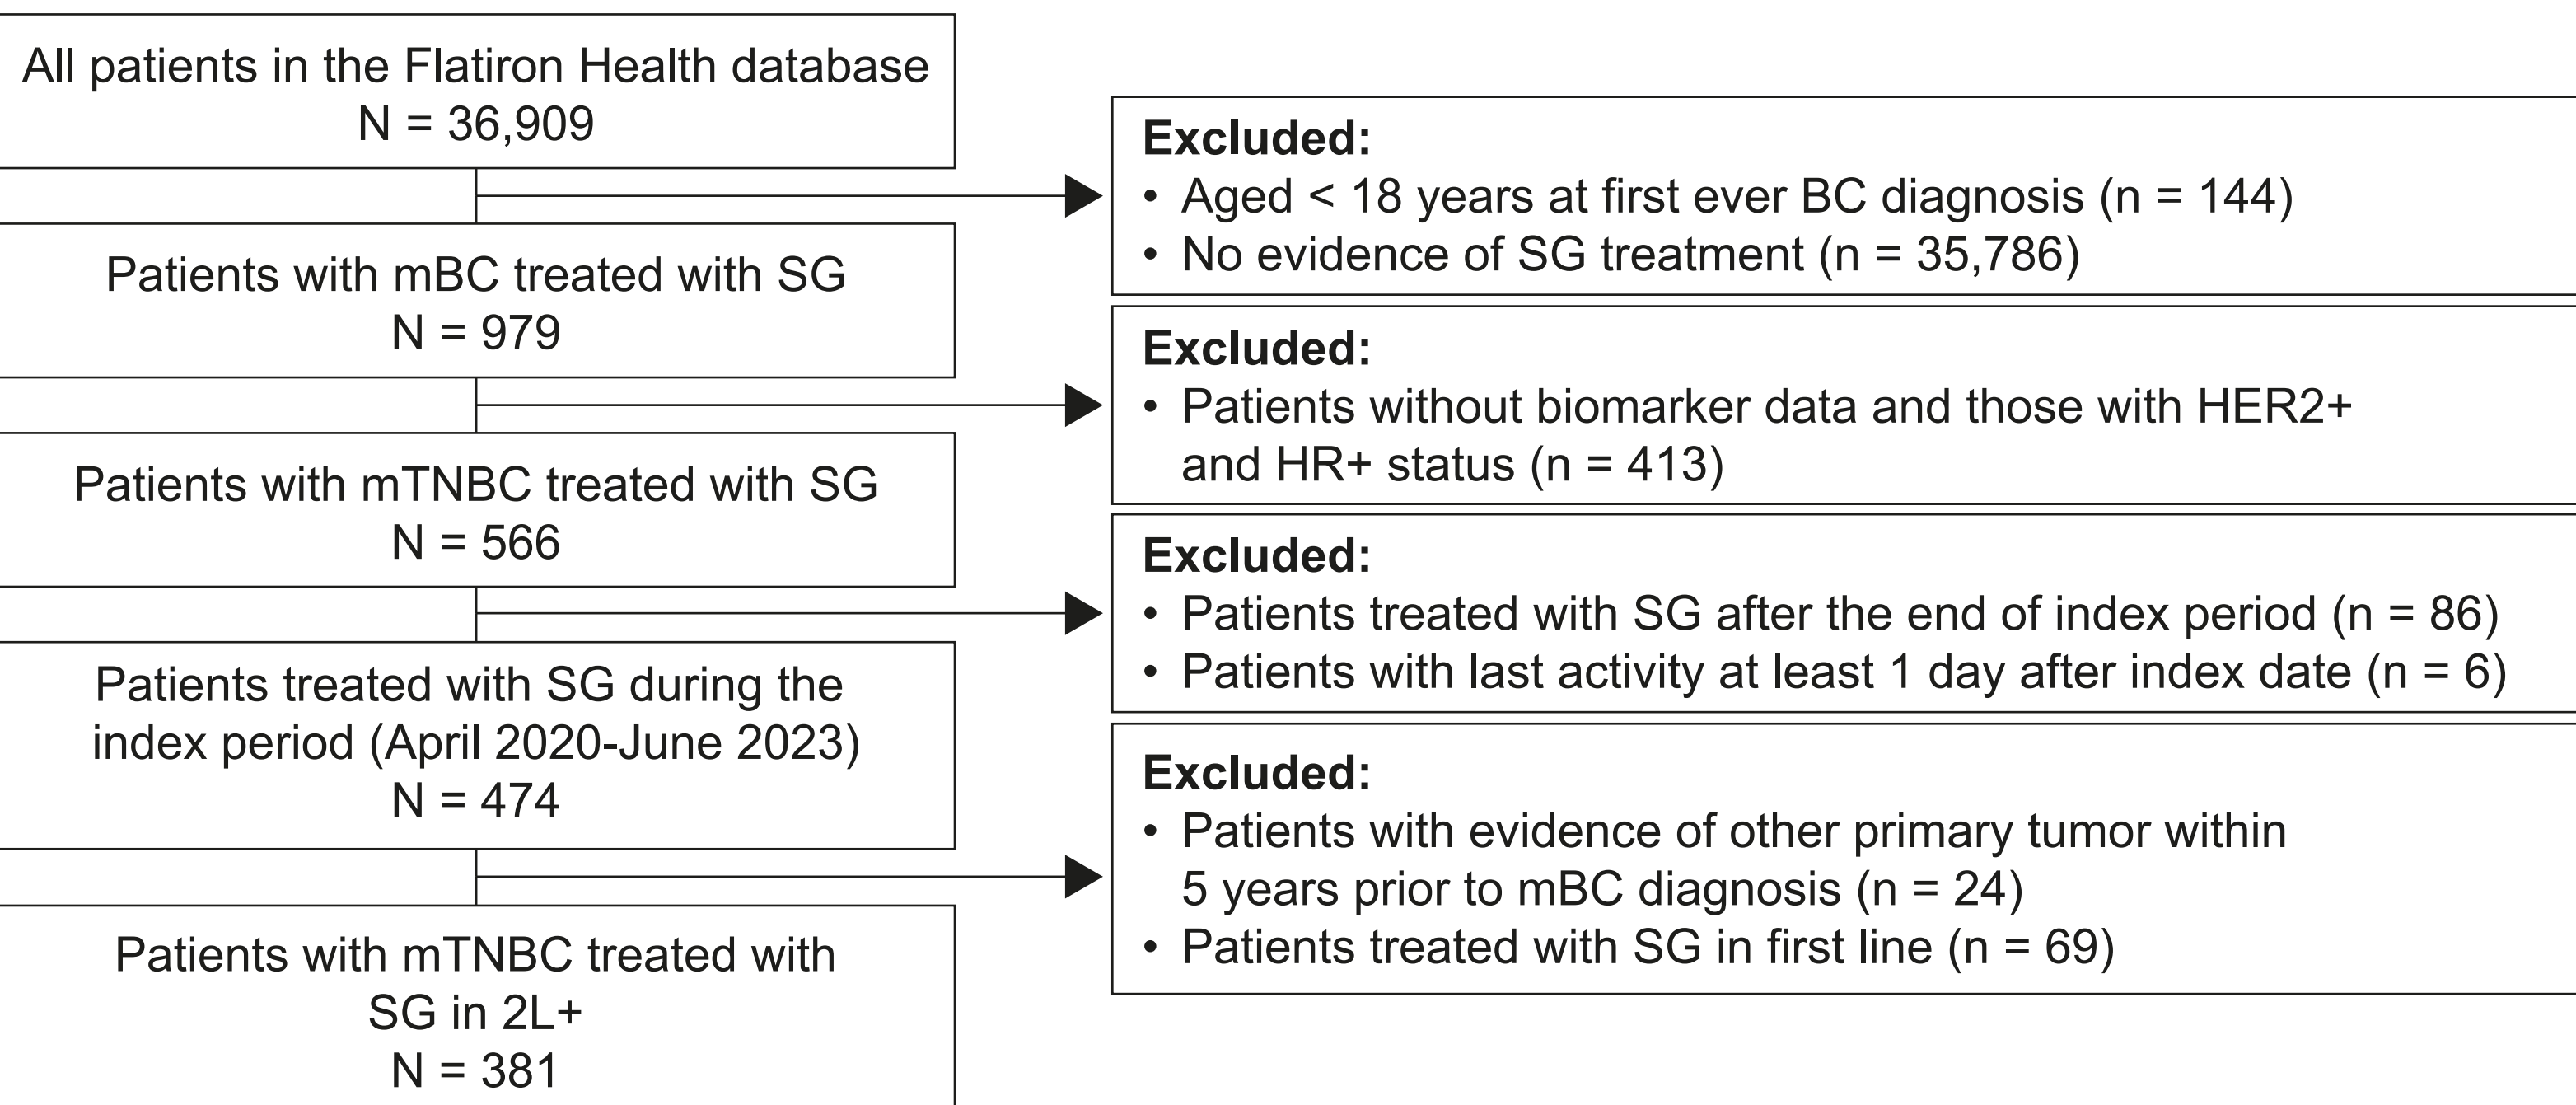 All patients in the Flatiron Health database
N = 36,909
Excluded:
• Aged < 18 years at first ever BC diagnosis (n = 144)
• No evidence of SG treatment (n = 35,786)
Patients with mBC treated with SG
N = 979
Excluded:
• Patients without biomarker data and those with HER2+
and HR+ status (n = 413)
Patients with mTNBC treated with SG
N = 566
Excluded:
• Patients treated with SG after the end of index period (n = 86)
• Patients with last activity at least 1 day after index date (n = 6)
Patients treated with SG during the
index period (April 2020-June 2023)
N = 474
Excluded:
• Patients with evidence of other primary tumor within
5 years prior to mBC diagnosis (n = 24)
• Patients treated with SG in first line (n = 69)
Patients with mTNBC treated with
SG in 2L+
N = 381